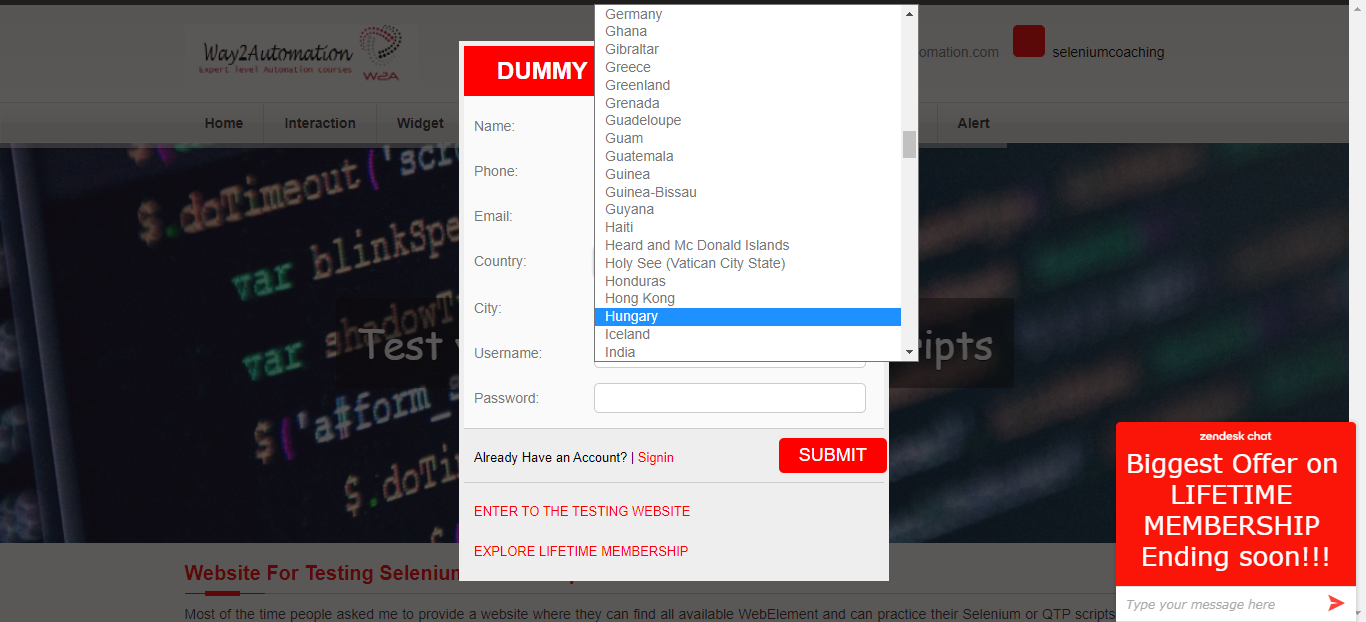 Way2Automation
Expert level Automation courses
W2A
omation.com
seleniumcoaching
Home
Interaction
Widget
Alert
DUMMY
Name:
Phone:
Email:
Country:
City:
Username:
Password:
Germany
Ghana
Gibraltar
Greece
Greenland
Grenada
Guadeloupe
Guam
Guatemala
Guinea
Guinea-Bissau
Guyana
Haiti
Heard and Mc Donald Islands
Holy See (Vatican City State)
Honduras
Hong Kong
Hungary
Iceland
India
$.doTimeout('scr
var blinkSpe
var shadowT
$('a#form_s
$.doTi
Test
ipts
Already Have an Account? | Signin
SUBMIT
ENTER TO THE TESTING WEBSITE
EXPLORE LIFETIME MEMBERSHIP
Website For Testing Seleniu
Most of the time people asked me to provide a website where they can find all available WebElement and can practice their Selenium or QTP scripts
zendesk chat
Biggest Offer on
LIFETIME
MEMBERSHIP
Ending soon!!!
Type your message here